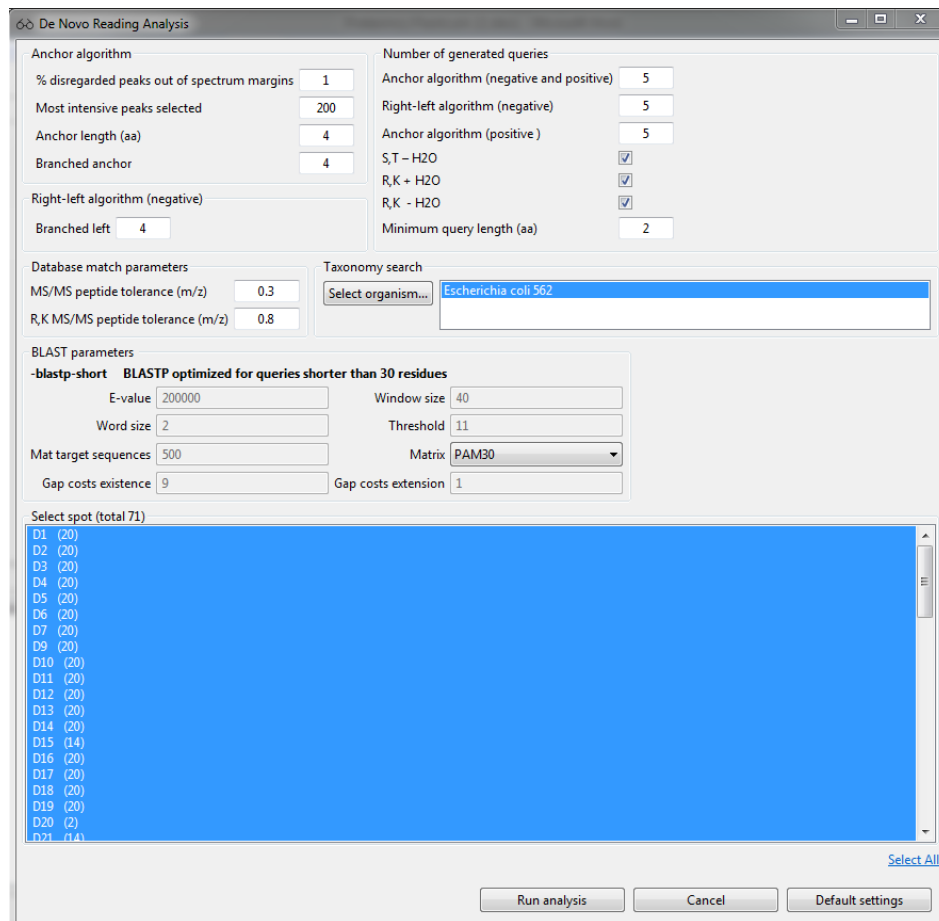 De Novo Reading Analysis
Anchor algorithm
% disregarded peaks out of spectrum margins 1
Most intensive peaks selected 200
Anchor length (aa) 4
Branched anchor 4
Right-left algorithm (negative)
Branched left 4
Number of generated queries
Anchor algorithm (negative and positive) 5
Right-left algorithm (negative) 5
Anchor algorithm (positive ) 5
S,T – H2O
R,K + H2O
R,K - H2O
Minimum query length (aa) 2
Database match parameters
MS/MS peptide tolerance (m/z) 0.3
R,K MS/MS peptide tolerance (m/z) 0.8
Taxonomy search
Select organism... Escherichia coli 562
BLAST parameters
-blastp-short BLASTP optimized for queries shorter than 30 residues
E-value 200000 Window size 40
Word size 2 Threshold 11
Mat target sequences 500 Matrix PAM30
Gap costs existence 9 Gap costs extension 1
Select spot (total 71)
D1 (20)
D2 (20)
D3 (20)
D4 (20)
D5 (20)
D6 (20)
D7 (20)
D9 (20)
D10 (20)
D11 (20)
D12 (20)
D13 (20)
D14 (20)
D15 (14)
D16 (20)
D17 (20)
D18 (20)
D19 (20)
D20 (2)
D21 (14)
Select All
Run analysis Cancel Default settings